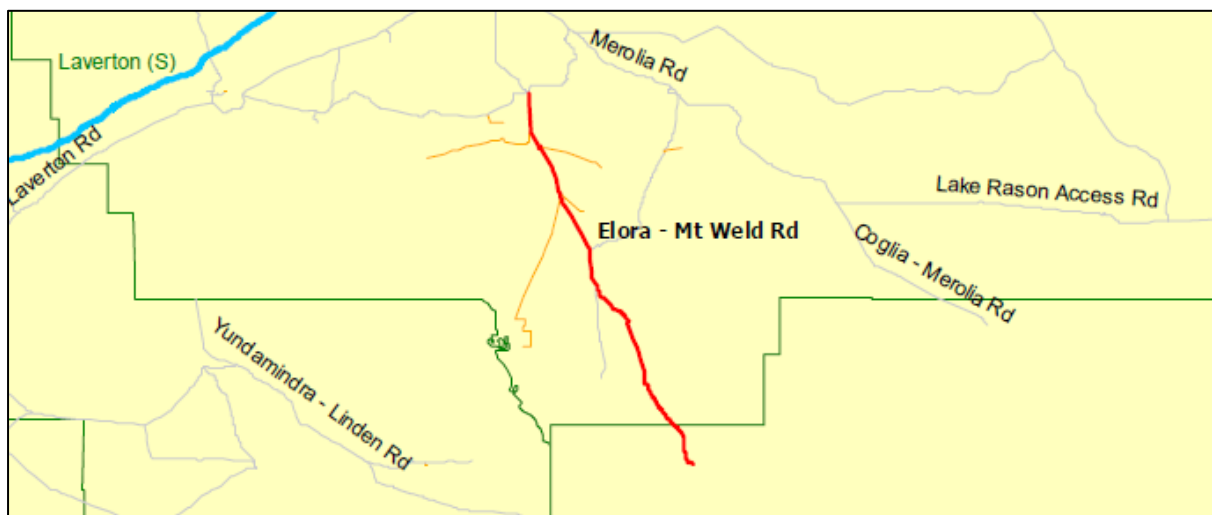 Merolia Rd
Laverton (S)
Laverton Rd
Lake Rason Access Rd
Elora - Mt Weld Rd
Coglia - Merolia Rd
Yundamindra - Linden Rd